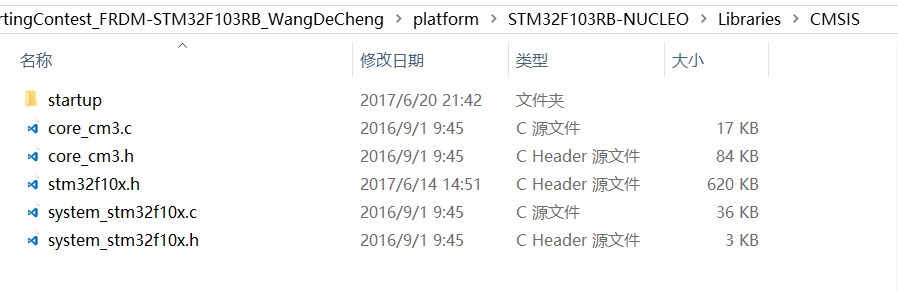 rtingContest_FRDM-STM32F103RB_WangDeCheng > platform > STM32F103RB-NUCLEO > Libraries > CMSIS
名称 修改日期 类型 大小
startup 2017/6/20 21:42 文件夹
core_cm3.c 2016/9/1 9:45 C 源文件 17 KB
core_cm3.h 2016/9/1 9:45 C Header 源文件 84 KB
stm32f10x.h 2017/6/14 14:51 C Header 源文件 620 KB
system_stm32f10x.c 2016/9/1 9:45 C 源文件 36 KB
system_stm32f10x.h 2016/9/1 9:45 C Header 源文件 3 KB